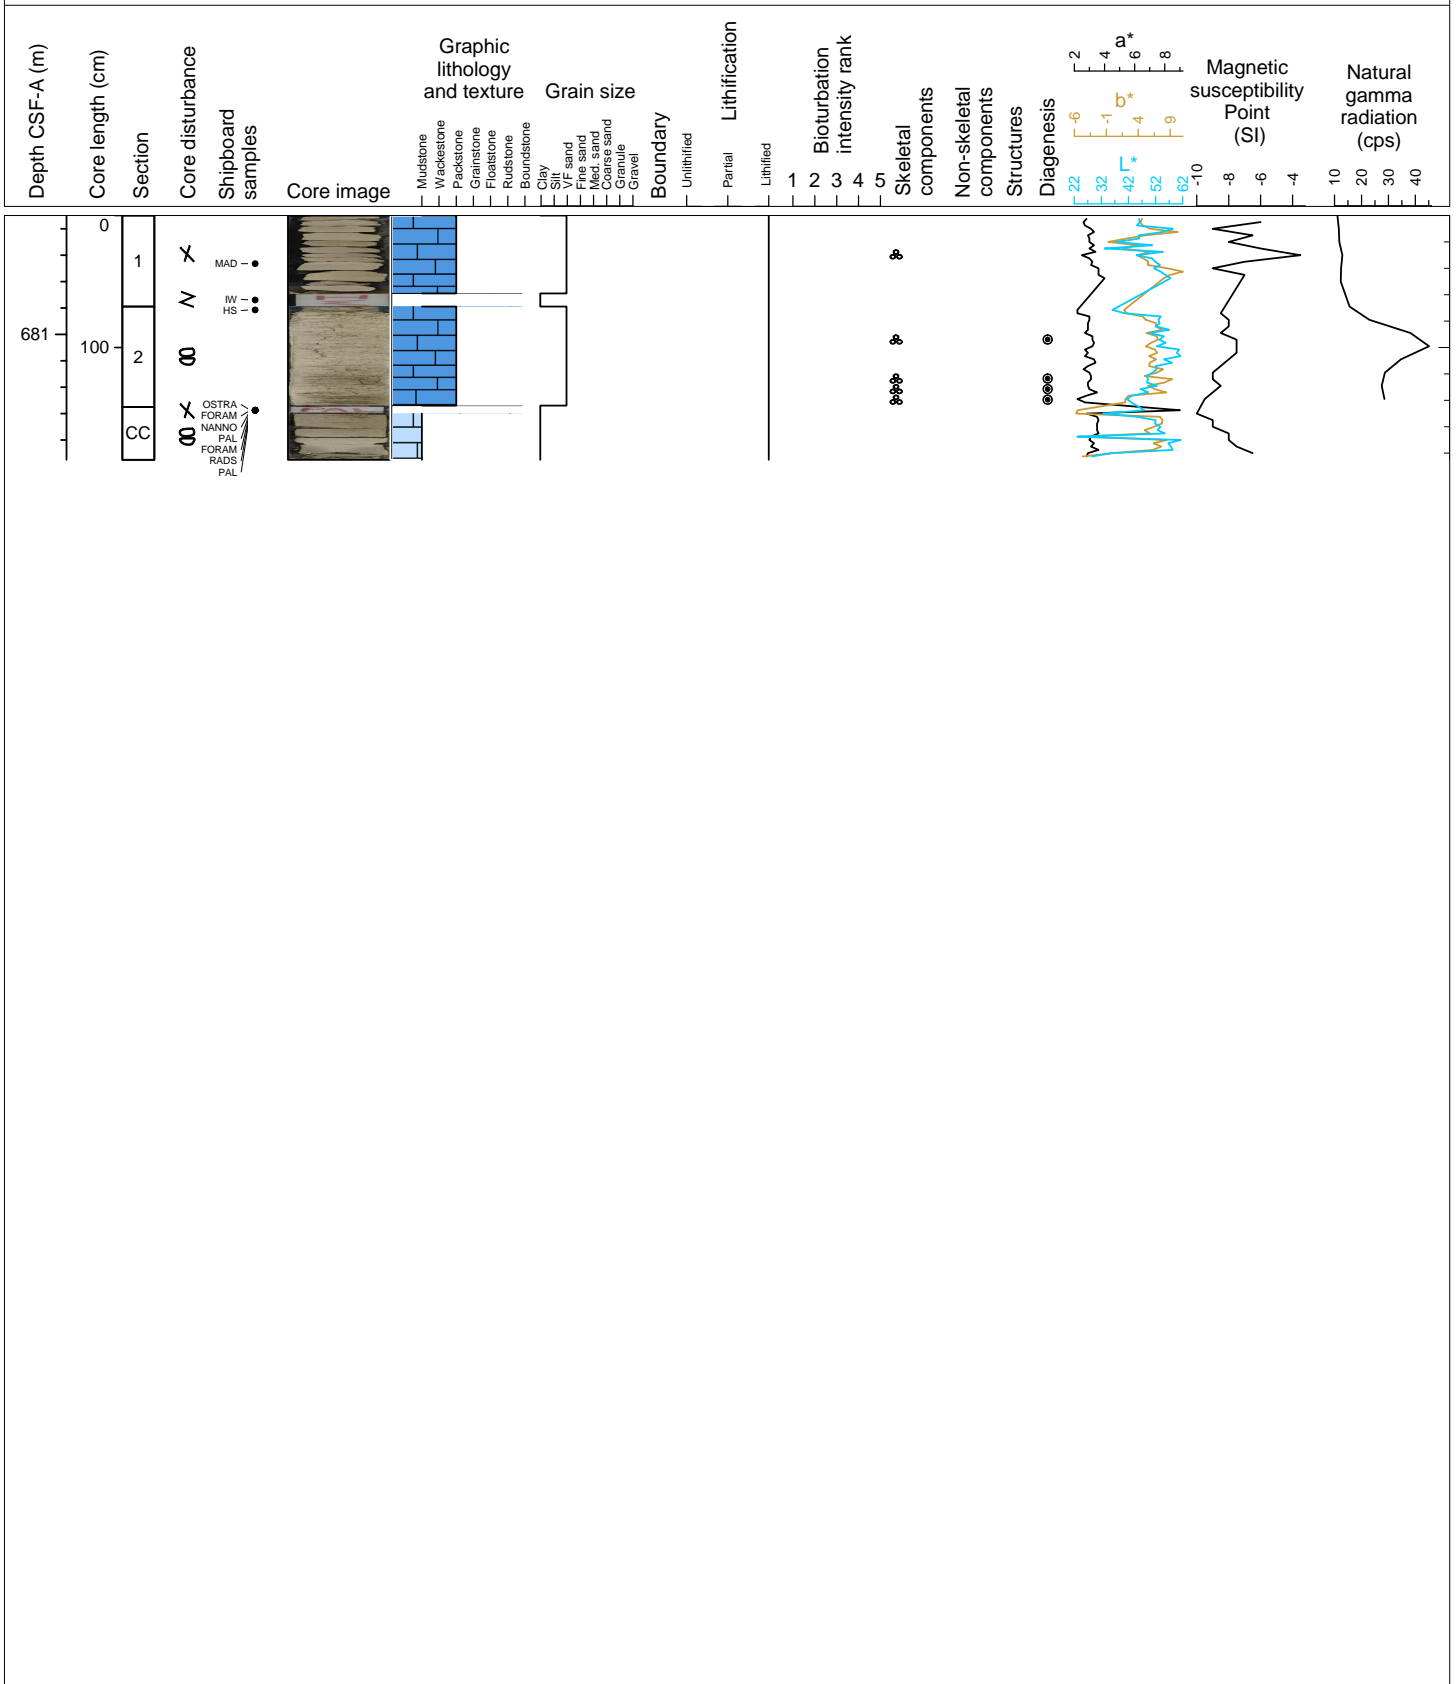 Depth CSF-A (m)
Core length (cm)
Section
Core disturbance
Shipboard
samples
Core image
Graphic
lithology
and texture
Mudstone
Wackestone
Packstone
Grainstone
Floatstone
Rudstone
Boundstone
Grain size
Clay
Silt
VF sand
Fine sand
Med. sand
Coarse sand
Granule
Gravel
Boundary
Lithification
Unlithified
Partial
Lithified
Bioturbation
intensity rank
1 2 3 4 5
Skeletal
components
Non-skeletal
components
Structures
Diagenesis
a*
2 4 6 8
b*
-6 -1 4 9
L*
22 32 42 52 62
Magnetic
susceptibility
Point
(SI)
-10 -8 -6 -4
Natural
gamma
radiation
(cps)
10 20 30 40
0
1
MAD
IW
HS
681
100
2
OSTRA
FORAM
NANNO
CC
PAL
FORAM
RADS
PAL